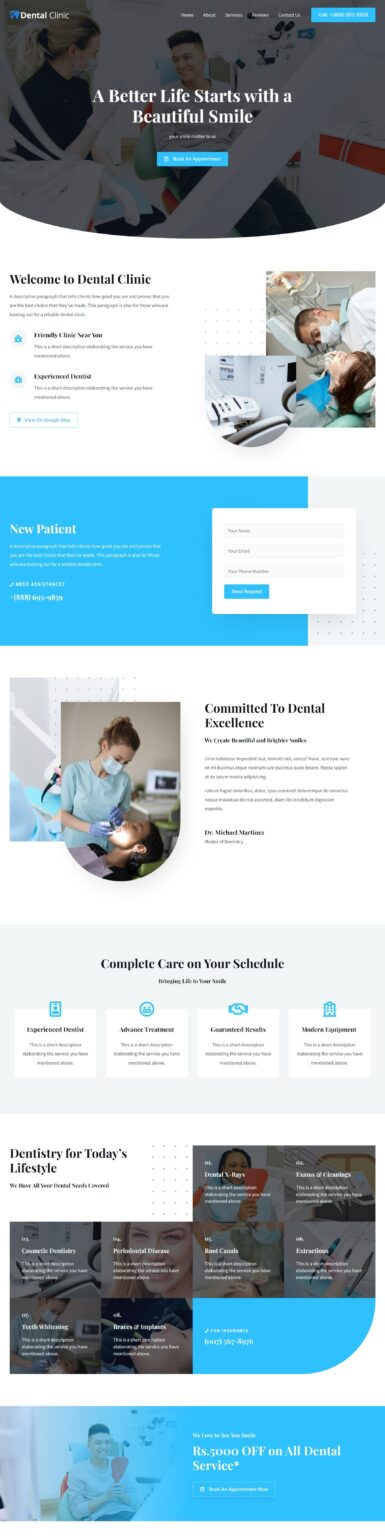 Dental Clinic
Home About Services Reviews Contact Us
Call: +(888) 695-9859
A Better Life Starts with a
Beautiful Smile
your smile matter to us
Book An Appointment
Welcome to Dental Clinic
A descriptive paragraph that tells clients how good you are and proves that
you are the best choice that they've made. This paragraph is also for those who are
looking out for a reliable dental clinic.
Friendly Clinic Near You
This is a short description elaborating the service you have
mentioned above.
Experienced Dentist
This is a short description elaborating the service you have
mentioned above.
View On Google Map
New Patient
A descriptive paragraph that tells clients how good you are and proves that
you are the best choice that they've made. This paragraph is also for those
who are looking out for a reliable dental clinic.
NEED ASSISTANCE?
+(888) 695-9859
Your Name
Your Email
Your Phone Number
Send Request
Committed To Dental
Excellence
We Create Beautiful and Brighter Smiles
Urna habitasse imperdiet! Aut, deleniti nisl, varius? Nunc, iure iure nunc
sit mi ducimus atque nostrum iure ducimus quae dolore. Massa sapien
at do ipsum nostra adipisicing.
rutrum fugiat doloribus, dolor, ipsa commodi doloremque do senectus
neque molestiae dis nisi euismod, diam illo incididunt dignissim
expedita.
Dr. Michael Martinez
Master of Dentistry
Complete Care on Your Schedule
Bringing Life to Your Smile
Experienced Dentist
This is a short description
elaborating the service you have
mentioned above.
Advance Treatment
This is a short description
elaborating the service you have
mentioned above.
Guaranteed Results
This is a short description
elaborating the service you have
mentioned above.
Modern Equipment
This is a short description
elaborating the service you have
mentioned above.
Dentistry for Today's
Lifestyle
We Have All Your Dental Needs Covered
01.
Dental X-Rays
This is a short description
elaborating the service you have
mentioned above.
02.
Exams & Cleanings
This is a short description
elaborating the service you have
mentioned above.
03.
Cosmetic Dentistry
This is a short description
elaborating the service you have
mentioned above.
04.
Periodontal Disease
This is a short description
elaborating the service you have
mentioned above.
05.
Root Canals
This is a short description
elaborating the service you have
mentioned above.
06.
Extractions
This is a short description
elaborating the service you have
mentioned above.
07.
Teeth Whitening
This is a short description
elaborating the service you have
mentioned above.
08.
Braces & Implants
This is a short description
elaborating the service you have
mentioned above.
FOR INSURANCE
(007) 567-8976
We Love to See You Smile
Rs.5000 OFF on All Dental
Service*
Book An Appointment Now